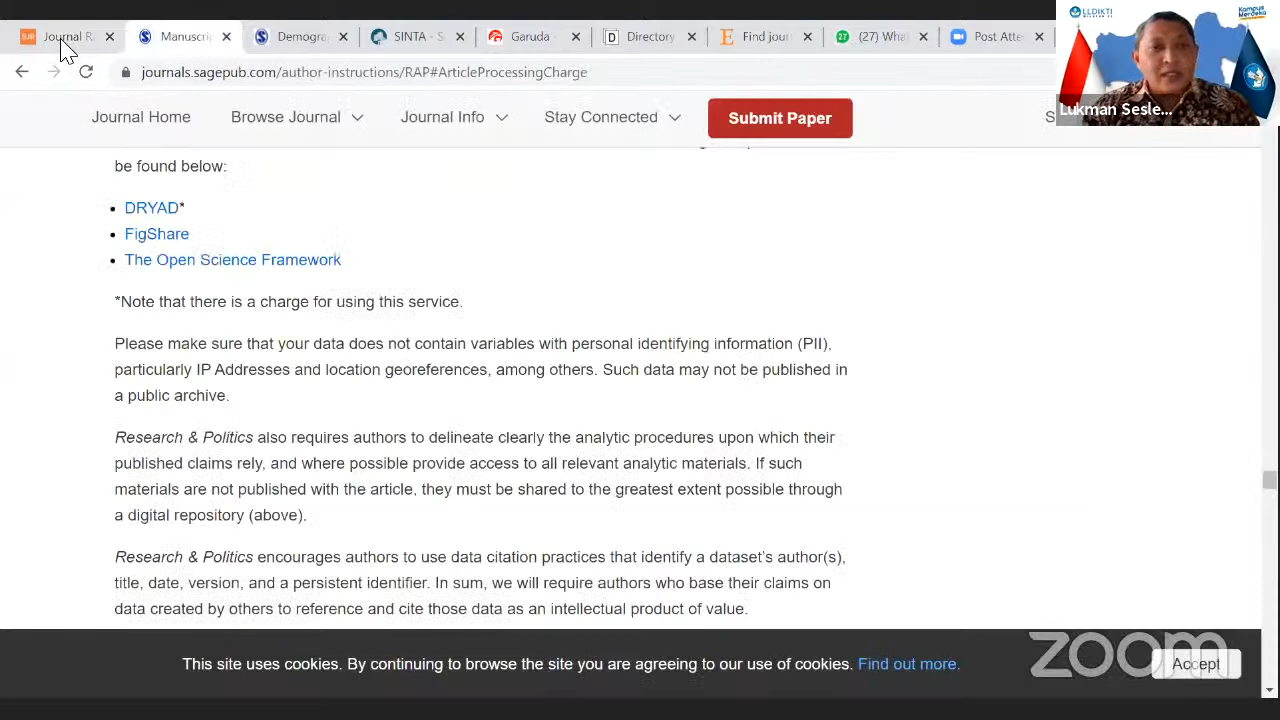 Journal R
Manuscri
Demogra
SINTA - S
Garuda
Directory
Find jour
(27) Wha
Post Atte
journals.sagepub.com/author-instructions/RAP#ArticleProcessingCharge
LLDIKTI
Kampus Merdeka
Lukman Sesle...
Journal Home Browse Journal Journal Info Stay Connected Submit Paper S
be found below:
• DRYAD*
• FigShare
• The Open Science Framework
*Note that there is a charge for using this service.
Please make sure that your data does not contain variables with personal identifying information (PII),
particularly IP Addresses and location georeferences, among others. Such data may not be published in
a public archive.
Research & Politics also requires authors to delineate clearly the analytic procedures upon which their
published claims rely, and where possible provide access to all relevant analytic materials. If such
materials are not published with the article, they must be shared to the greatest extent possible through
a digital repository (above).
Research & Politics encourages authors to use data citation practices that identify a dataset's author(s),
title, date, version, and a persistent identifier. In sum, we will require authors who base their claims on
data created by others to reference and cite those data as an intellectual product of value.
This site uses cookies. By continuing to browse the site you are agreeing to our use of cookies. Find out more.
Accept
zoom